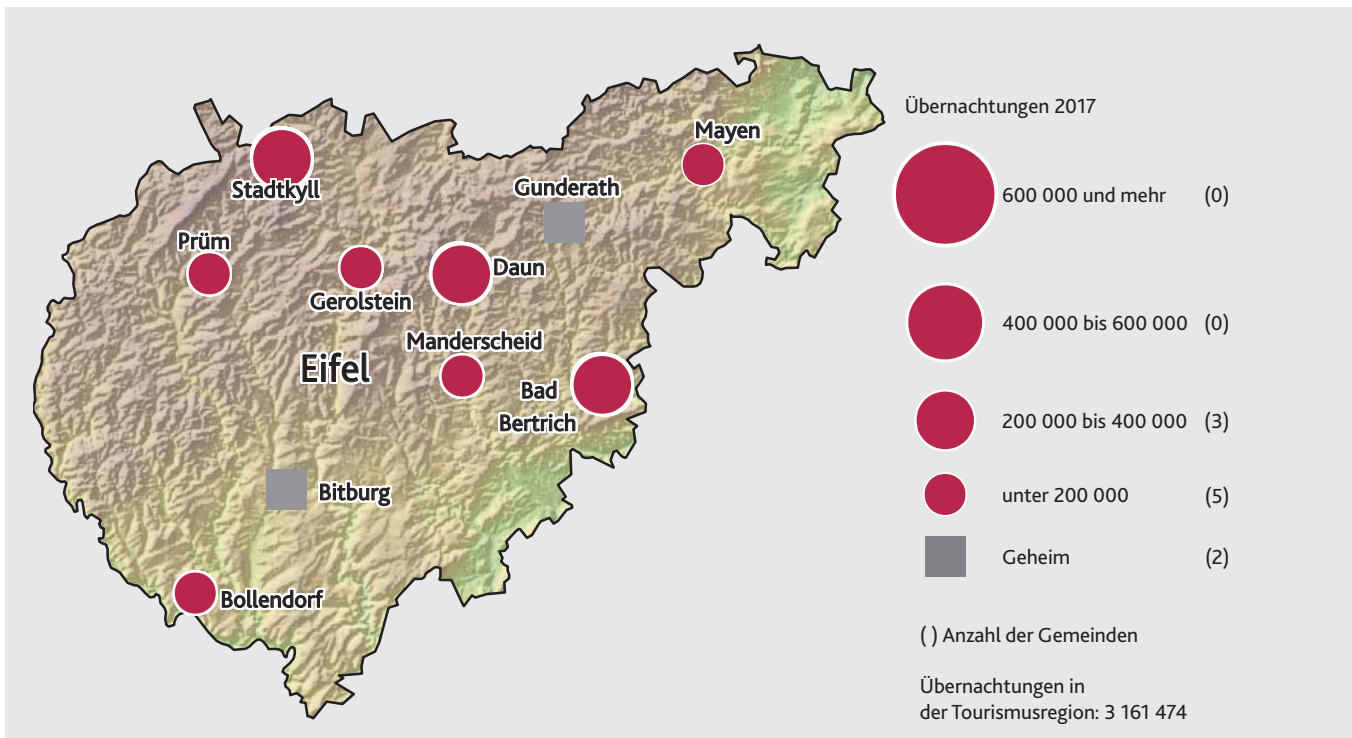 Mayen
Gunderath
Stadtkyll
Prüm
Daun
Gerolstein
Manderscheid
Eifel
Bad
Bertrich
Bitburg
Bollendorf
Übernachtungen 2017
600 000 und mehr (0)
400 000 bis 600 000 (0)
200 000 bis 400 000 (3)
unter 200 000 (5)
Geheim (2)
( ) Anzahl der Gemeinden
Übernachtungen in
der Tourismusregion: 3 161 474